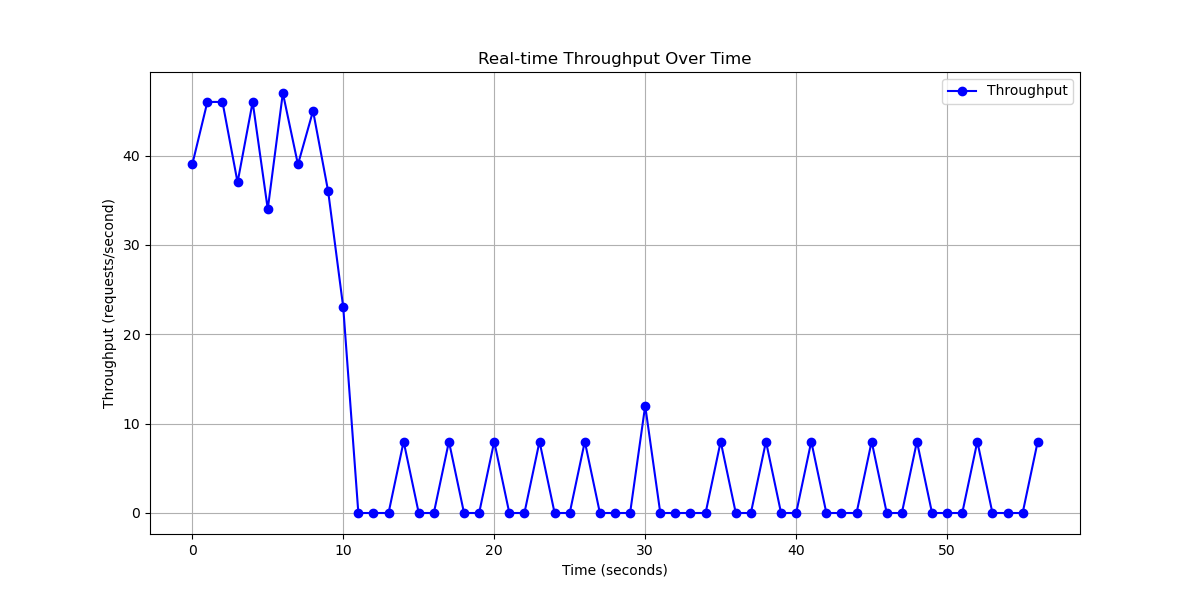 Real-time Throughput Over Time
Throughput
Throughput (requests/second)
40
30
20
10
0
0 10 20 30 40 50
Time (seconds)